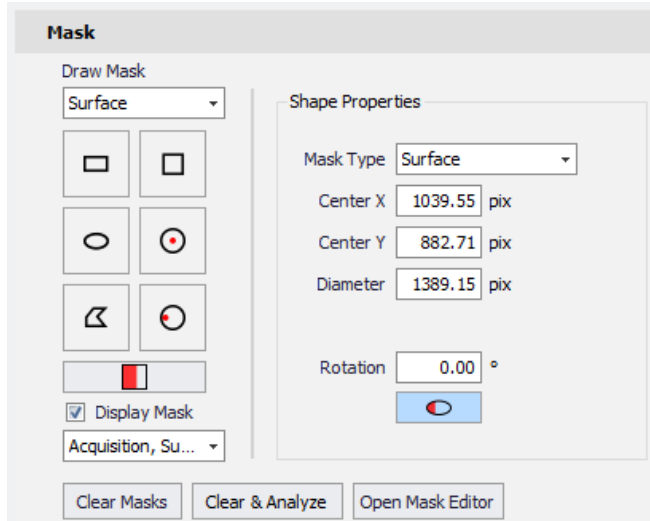 Mask
Draw Mask
Surface
Shape Properties
Mask Type Surface
Center X 1039.55 pix
Center Y 882.71 pix
Diameter 1389.15 pix
Rotation 0.00 °
Display Mask
Acquisition, Su...
Clear Masks Clear & Analyze Open Mask Editor